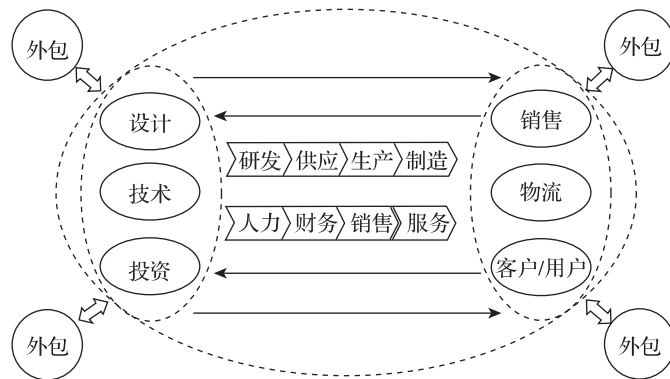 外包
外包
设计
销售
研发 供应 生产 制造
技术
物流
人力 财务 销售 服务
投资
客户/用户
外包
外包